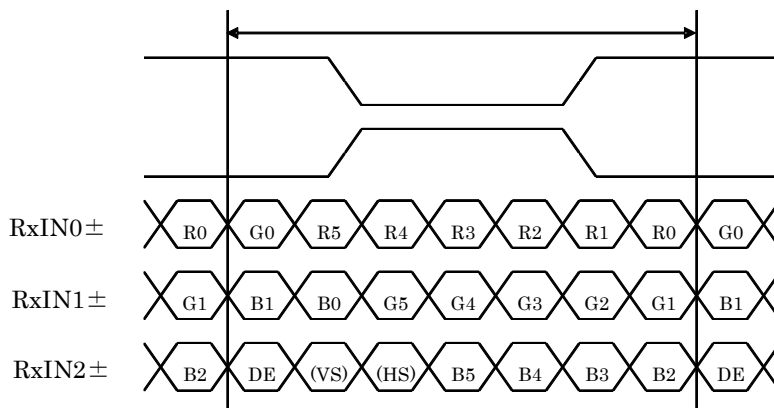 RxIN0± R0 G0 R5 R4 R3 R2 R1 R0 G0
RxIN1± G1 B1 B0 G5 G4 G3 G2 G1 B1
RxIN2± B2 DE (VS) (HS) B5 B4 B3 B2 DE